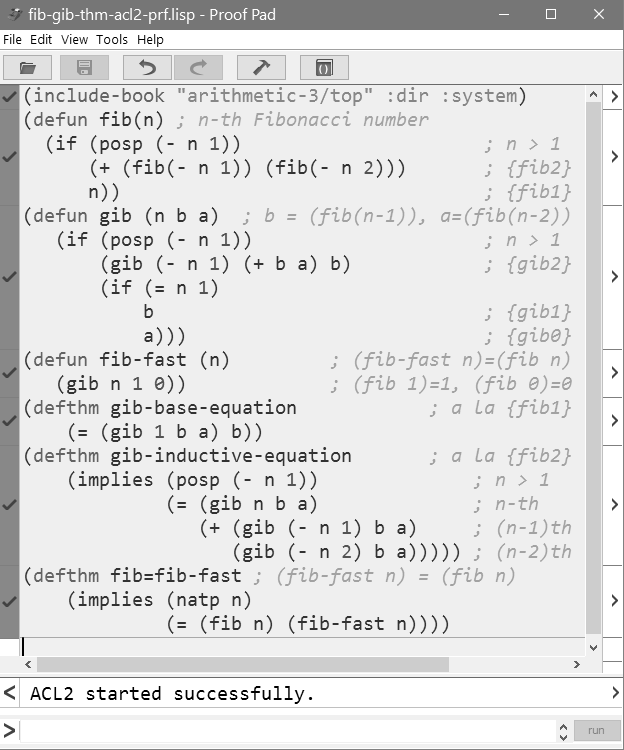 fib-gib-thm-acl2-prf.lisp - Proof Pad
File Edit View Tools Help
(include-book "arithmetic-3/top" :dir :system)
(defun fib(n) ; n-th Fibonacci number
  (if (posp (- n 1)) ; n > 1
      (+ (fib(- n 1)) (fib(- n 2))) ; {fib2}
      n)) ; {fib1}
(defun gib (n b a) ; b = (fib(n-1)), a=(fib(n-2))
   (if (posp (- n 1)) ; n > 1
       (gib (- n 1) (+ b a) b) ; {gib2}
       (if (= n 1)
           b ; {gib1}
           a))) ; {gib0}
(defun fib-fast (n) ; (fib-fast n)=(fib n)
   (gib n 1 0)) ; (fib 1)=1, (fib 0)=0
(defthm gib-base-equation ; a la {fib1}
    (= (gib 1 b a) b))
(defthm gib-inductive-equation ; a la {fib2}
    (implies (posp (- n 1)) ; n > 1
             (= (gib n b a) ; n-th
                (+ (gib (- n 1) b a) ; (n-1)th
                   (gib (- n 2) b a))))) ; (n-2)th
(defthm fib=fib-fast ; (fib-fast n) = (fib n)
    (implies (natp n)
             (= (fib n) (fib-fast n))))
ACL2 started successfully.
run